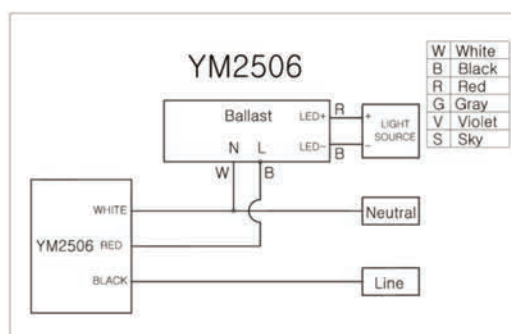 YM2506
W White
B Black
R Red
G Gray
V Violet
S Sky
Ballast
LED+
R
+
LIGHT
SOURCE
N L
LED-
B
-
W
B
WHITE
Neutral
YM2506
RED
BLACK
Line